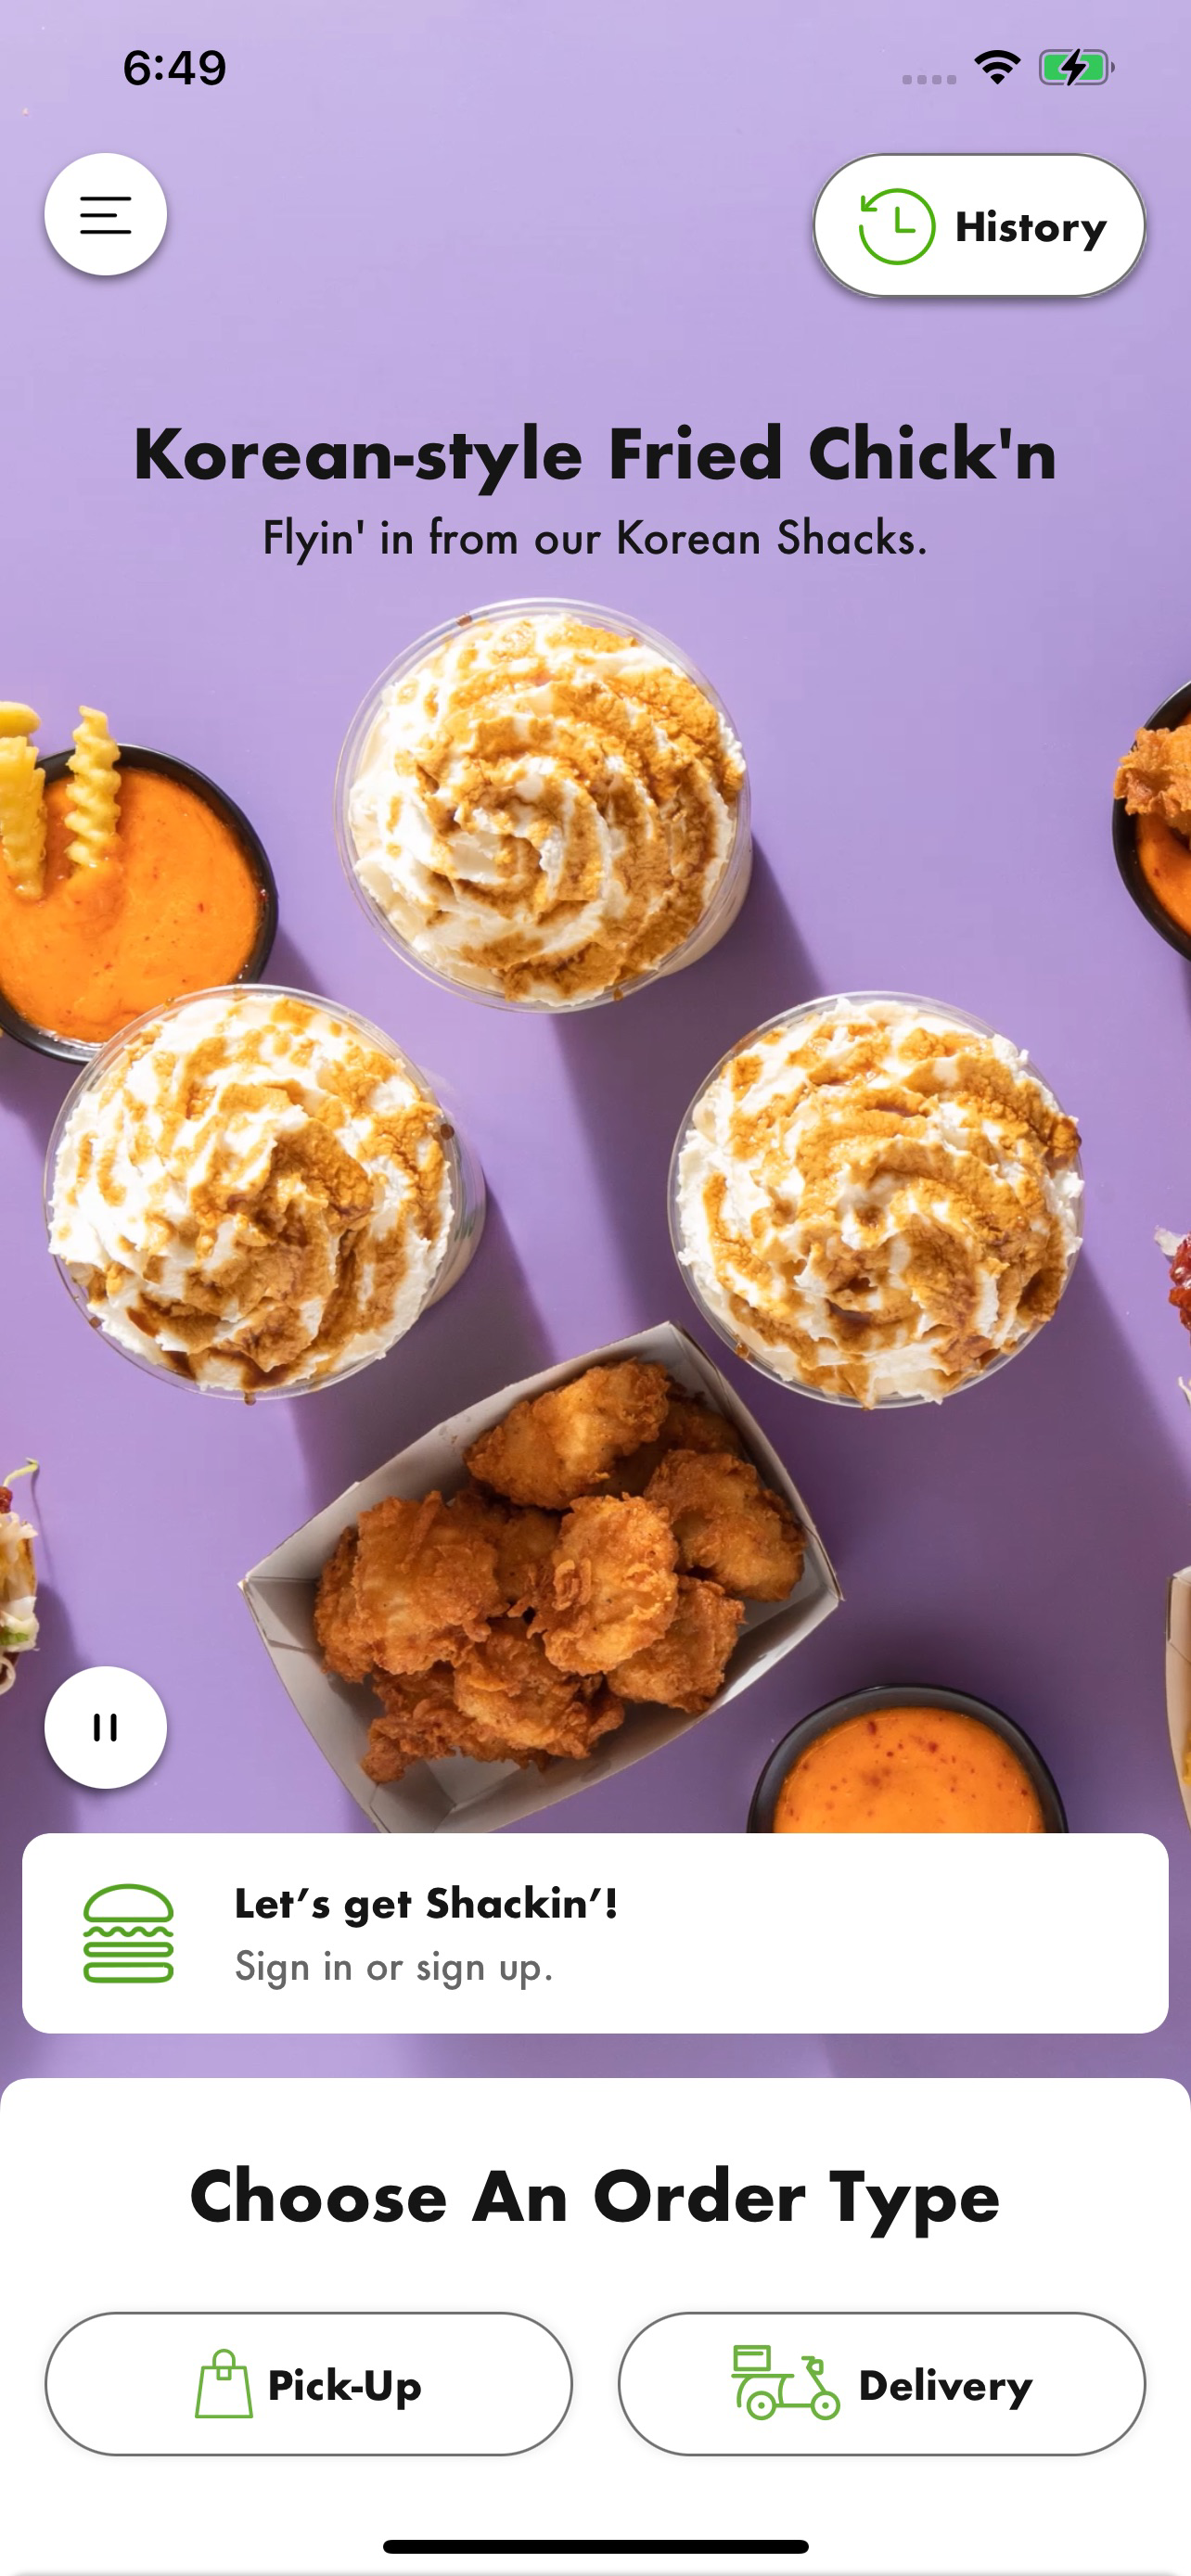 6:49
History
Korean-style Fried Chick'n
Flyin' in from our Korean Shacks.
Let’s get Shackin’!
Sign in or sign up.
Choose An Order Type
Pick-Up
Delivery